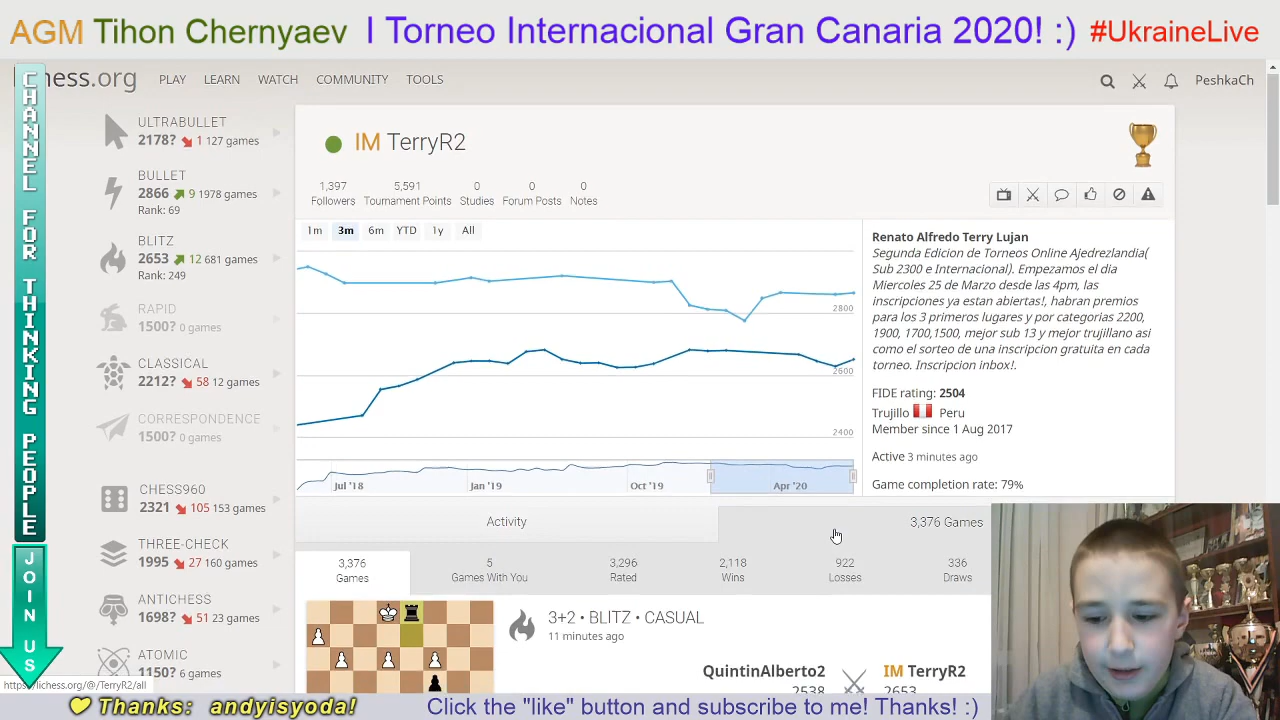 AGM Tihon Chernyaev I Torneo Internacional Gran Canaria 2020! :) #UkraineLive
CHANNEL FOR THINKING PEOPLE
JOIN US
hess.org PLAY LEARN WATCH COMMUNITY TOOLS PeshkaCh
ULTRABULLET
2178? 1 127 games
BULLET
2866 9 1978 games
Rank: 69
BLITZ
2653 12 681 games
Rank: 249
RAPID
1500? 0 games
CLASSICAL
2212? 58 12 games
CORRESPONDENCE
1500? 0 games
CHESS960
2321 105 153 games
THREE-CHECK
1995 27 160 games
ANTICHESS
1698? 51 23 games
ATOMIC
1150? 6 games
https://lichess.org/@/TerryR2/all
IM TerryR2
1,397 5,591 0 0 0
Followers Tournament Points Studies Forum Posts Notes
1m 3m 6m YTD 1y All
2800
2600
2400
Jul '18 Jan '19 Oct '19 Apr '20
Renato Alfredo Terry Lujan
Segunda Edicion de Torneos Online Ajedrezlandia(
Sub 2300 e Internacional). Empezamos el dia
Miercoles 25 de Marzo desde las 4pm, las
inscripciones ya estan abiertas!, habran premios
para los 3 primeros lugares y por categorias 2200,
1900, 1700,1500, mejor sub 13 y mejor trujillano asi
como el sorteo de una inscripcion gratuita en cada
torneo. Inscripcion inbox!.
FIDE rating: 2504
Trujillo Peru
Member since 1 Aug 2017
Active 3 minutes ago
Game completion rate: 79%
Activity 3,376 Games
3,376 5 3,296 2,118 922 336
Games Games With You Rated Wins Losses Draws
3+2 • BLITZ • CASUAL
11 minutes ago
QuintinAlberto2 IM TerryR2
2538 2653
Thanks: andyisyoda! Click the "like" button and subscribe to me! Thanks! :)